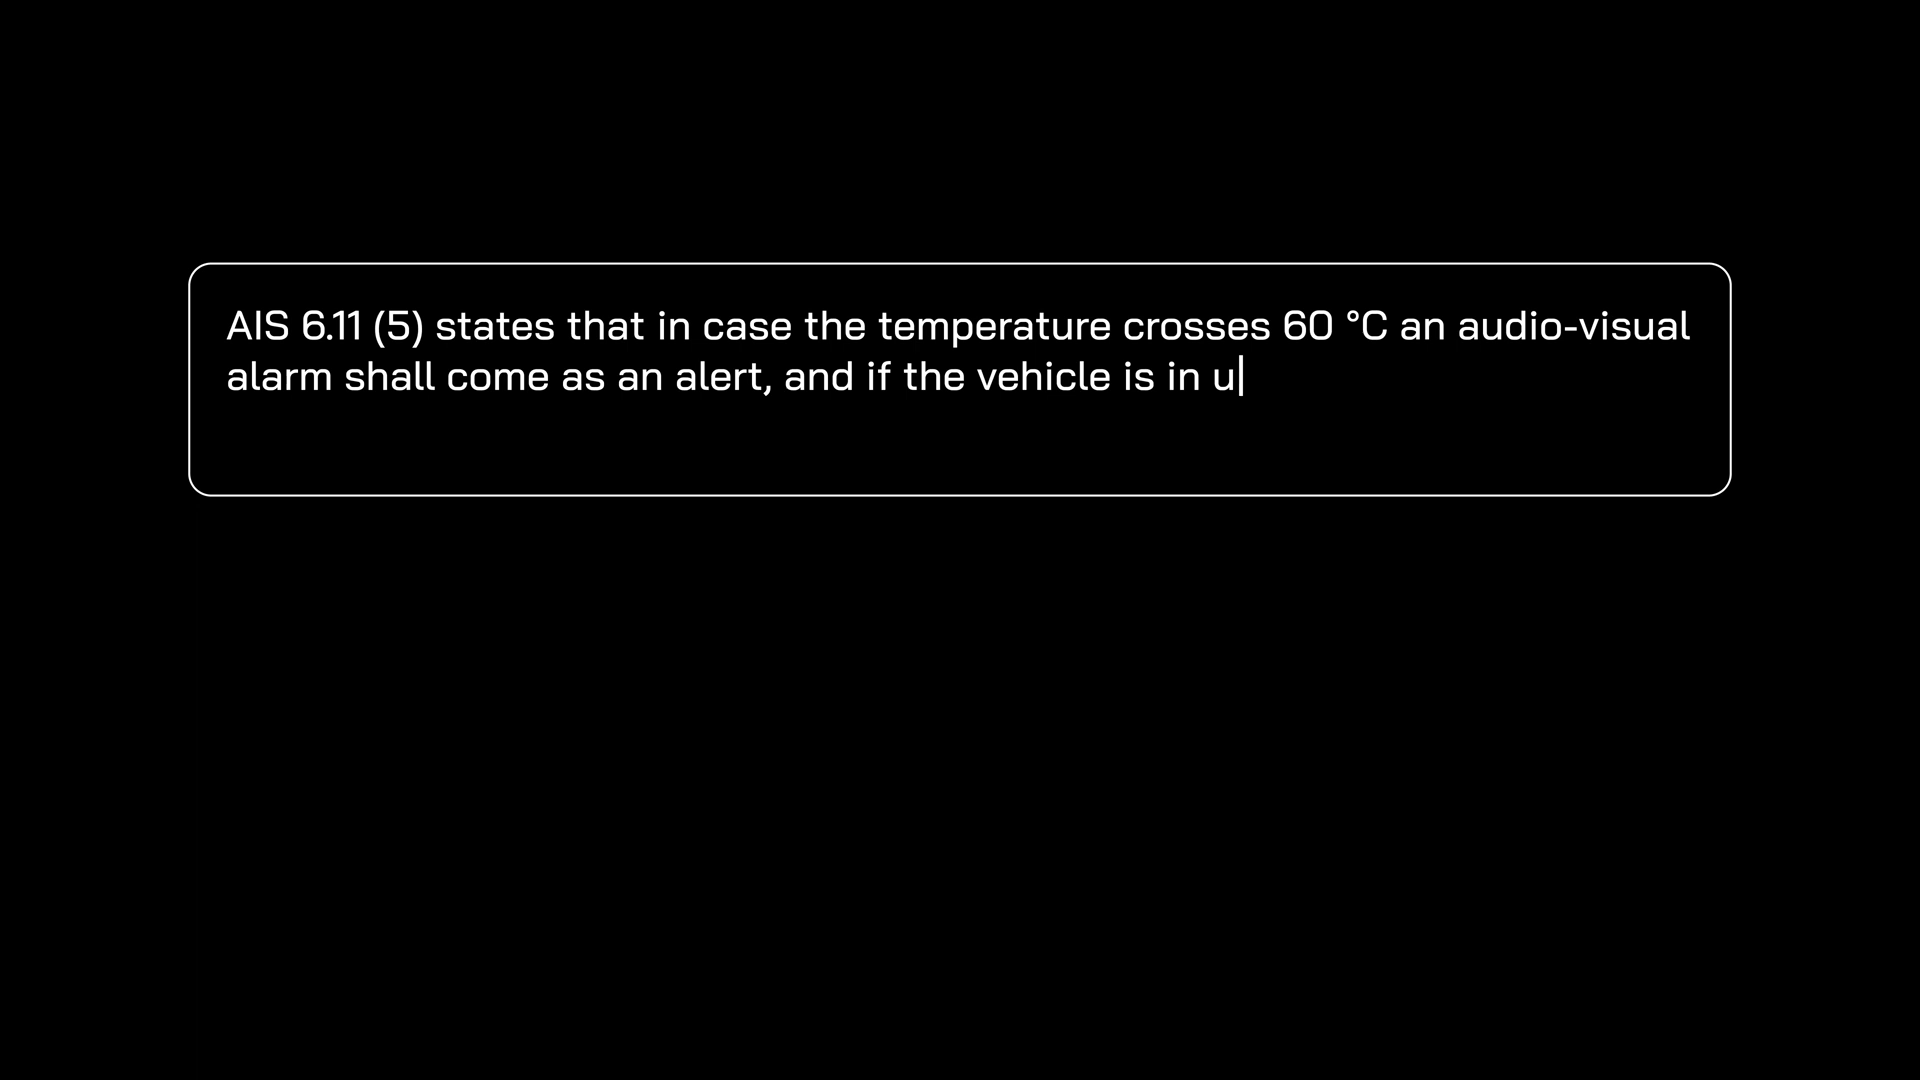 AIS 6.11 (5) states that in case the temperature crosses 60 °C an audio-visual
alarm shall come as an alert, and if the vehicle is in u